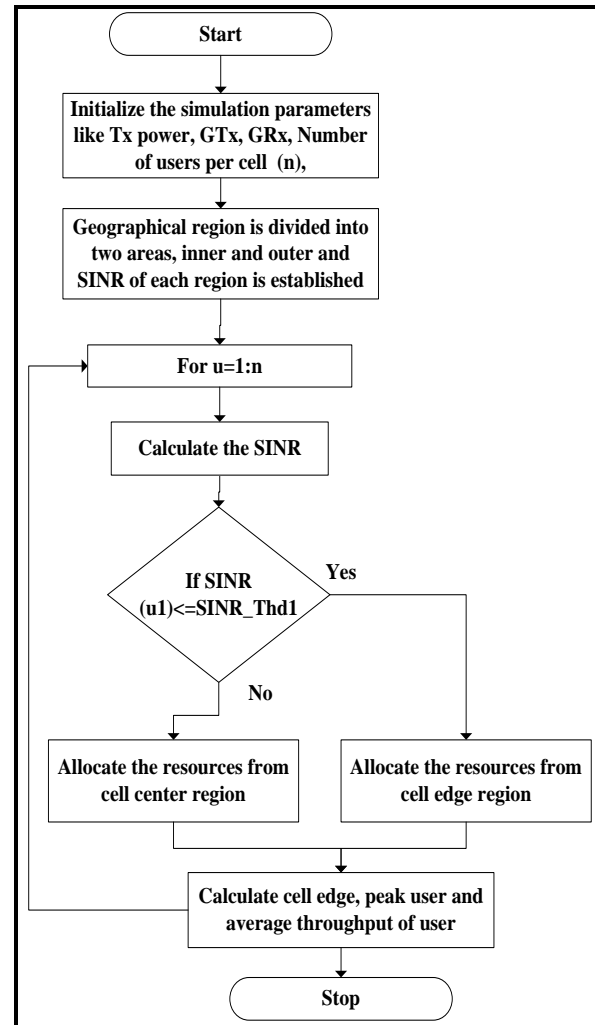 Start
Initialize the simulation parameters
like Tx power, GTx, GRx, Number
of users per cell (n),
Geographical region is divided into
two areas, inner and outer and
SINR of each region is established
For u=1:n
Calculate the SINR
If SINR
(u1)<=SINR_Thd1
Yes
No
Allocate the resources from
cell center region
Allocate the resources from
cell edge region
Calculate cell edge, peak user and
average throughput of user
Stop